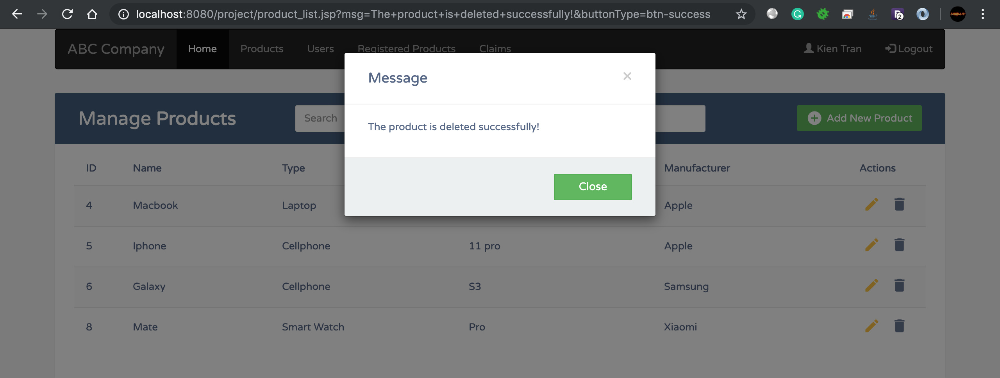 localhost:8080/project/product_list.jsp?msg=The+product+is+deleted+successfully!&buttonType=btn-success
2
ABC Company Home Products Users Registered Products Claims Kien Tran Logout
Message ×
Manage Products Search Add New Product
The product is deleted successfully!
ID Name Type Manufacturer Actions
Close
4 Macbook Laptop Apple
5 Iphone Cellphone 11 pro Apple
6 Galaxy Cellphone S3 Samsung
8 Mate Smart Watch Pro Xiaomi